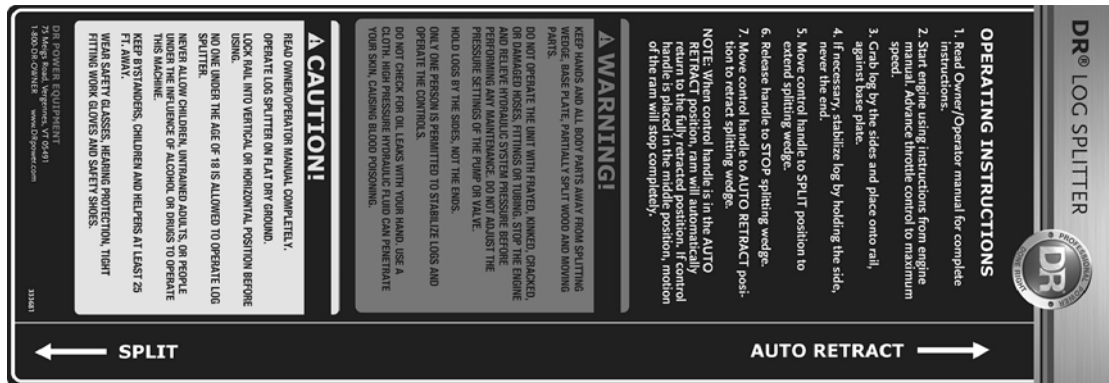 DR® LOG SPLITTER
PROFESSIONAL POWER
DR
DONE RIGHT
OPERATING INSTRUCTIONS
1. Read Owner/Operator manual for complete
instructions.
2. Start engine using instructions from engine
manual. Advance throttle control to maximum
speed.
3. Grab log by the sides and place onto rail,
against base plate.
4. If necessary, stabilize log by holding the side,
never the end.
5. Move control handle to SPLIT position to
extend splitting wedge.
6. Release handle to STOP splitting wedge.
7. Move control handle to AUTO RETRACT posi-
tion to retract splitting wedge.
NOTE: When control handle is in the AUTO
RETRACT position, ram will automatically
return to the fully retracted position. If control
handle is placed in the middle position, motion
of the ram will stop completely.
WARNING!
KEEP HANDS AND ALL BODY PARTS AWAY FROM SPLITTING
WEDGE, BASE PLATE, PARTIALLY SPLIT WOOD AND MOVING
PARTS.
DO NOT OPERATE THE UNIT WITH FRAYED, KINKED, CRACKED,
OR DAMAGED HOSES, FITTINGS OR TUBING. STOP THE ENGINE
AND RELIEVE HYDRAULIC SYSTEM PRESSURE BEFORE
PERFORMING ANY MAINTENANCE. DO NOT ADJUST THE
PRESSURE SETTINGS OF THE PUMP OR VALVE.
HOLD LOGS BY THE SIDES, NOT THE ENDS.
ONLY ONE PERSON IS PERMITTED TO STABILIZE LOGS AND
OPERATE THE CONTROLS.
DO NOT CHECK FOR OIL LEAKS WITH YOUR HAND. USE A
CLOTH. HIGH PRESSURE HYDRAULIC FLUID CAN PENETRATE
YOUR SKIN, CAUSING BLOOD POISONING.
CAUTION!
READ OWNER/OPERATOR MANUAL COMPLETELY.
OPERATE LOG SPLITTER ON FLAT DRY GROUND.
LOCK RAIL INTO VERTICAL OR HORIZONTAL POSITION BEFORE
USING.
NO ONE UNDER THE AGE OF 18 IS ALLOWED TO OPERATE LOG
SPLITTER.
NEVER ALLOW CHILDREN, UNTRAINED ADULTS, OR PEOPLE
UNDER THE INFLUENCE OF ALCOHOL OR DRUGS TO OPERATE
THIS MACHINE.
KEEP BYSTANDERS, CHILDREN AND HELPERS AT LEAST 25
FT. AWAY.
WEAR SAFETY GLASSES, HEARING PROTECTION, TIGHT
FITTING WORK GLOVES AND SAFETY SHOES.
DR POWER EQUIPMENT
75 Meigs Road, Vergennes, VT 05491
1-800-DR-OWNER www.DRpower.com
333681
SPLIT
AUTO RETRACT